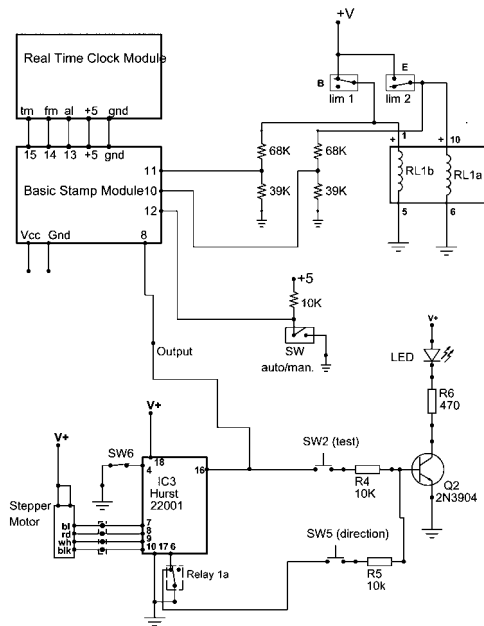 +V
Real Time Clock Module
B
E
lim 1
lim 2
tm fm al +5 gnd
15 14 13 +5 gnd
Basic Stamp Module
11
10
12
8
Vcc Gnd
68K
68K
39K
39K
+ 1
+ 10
RL1b
RL1a
5
6
+5
10K
SW
auto/man.
Output
V+
LED
R6
470
Q2
2N3904
V+
V+
SW6
18
4
16
IC3
Hurst
22001
SW2 (test)
R4
10K
Stepper
Motor
bl
rd
wh
blk
7
8
9
10 17 6
Relay 1a
SW5 (direction)
R5
10k